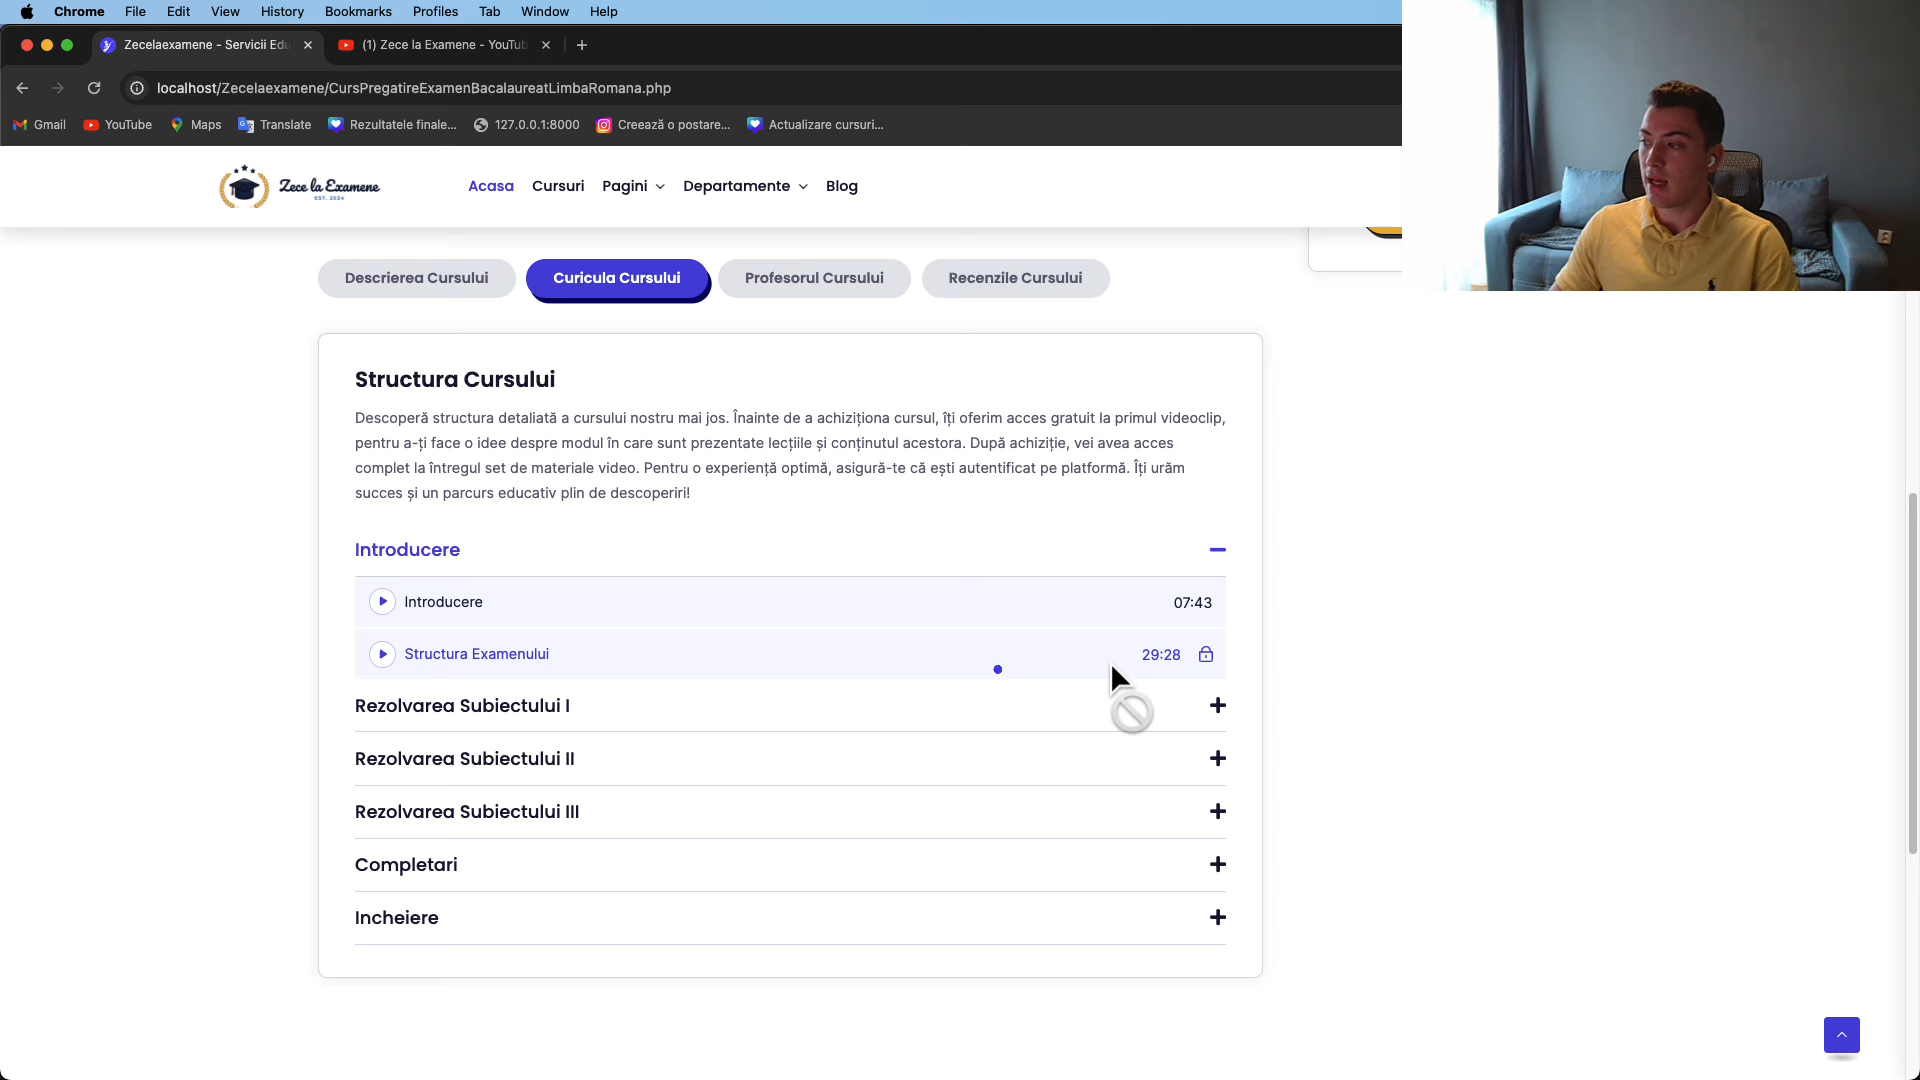 Chrome File Edit View History Bookmarks Profiles Tab Window Help
Zecelaexamene - Servicii Edu
(1) Zece la Examene - YouTub
localhost/Zecelaexamene/CursPregatireExamenBacalaureatLimbaRomana.php
Gmail YouTube Maps Translate Rezultatele finale... 127.0.0.1:8000 Creează o postare... Actualizare cursuri...
Zece la Examene
EST. 2024
Acasa Cursuri Pagini Departamente Blog
Descrierea Cursului Curicula Cursului Profesorul Cursului Recenzile Cursului
Structura Cursului
Descoperă structura detaliată a cursului nostru mai jos. Înainte de a achiziționa cursul, îți oferim acces gratuit la primul videoclip,
pentru a-ți face o idee despre modul în care sunt prezentate lecțiile și conținutul acestora. După achiziție, vei avea acces
complet la întregul set de materiale video. Pentru o experiență optimă, asigură-te că ești autentificat pe platformă. Îți urăm
succes și un parcurs educativ plin de descoperiri!
Introducere
Introducere 07:43
Structura Examenului 29:28
Rezolvarea Subiectului I
Rezolvarea Subiectului II
Rezolvarea Subiectului III
Completari
Incheiere